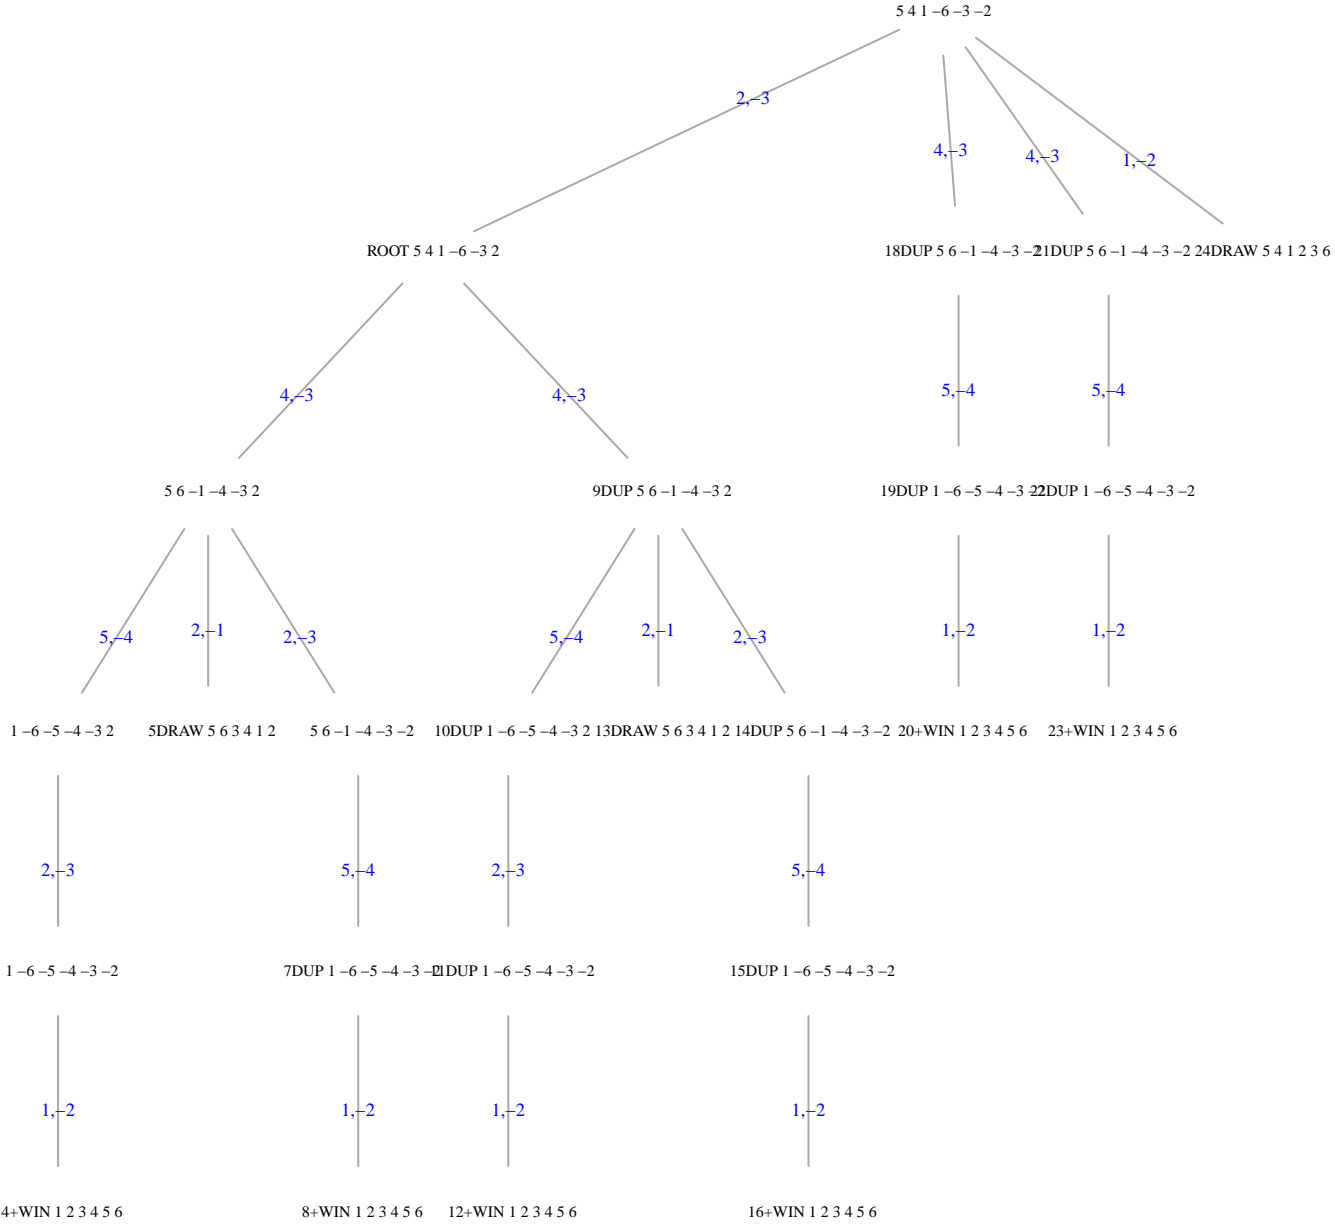 5 4 1 –6 –3 –2
2,–3
4,–3
4,–3
1,–2
ROOT 5 4 1 –6 –3 2
18DUP 5 6 –1 –4 –3 –2
21DUP 5 6 –1 –4 –3 –2
24DRAW 5 4 1 2 3 6
4,–3
4,–3
5,–4
5,–4
5 6 –1 –4 –3 2
9DUP 5 6 –1 –4 –3 2
19DUP 1 –6 –5 –4 –3 –2
22DUP 1 –6 –5 –4 –3 –2
5,–4
2,–1
2,–3
5,–4
2,–1
2,–3
1,–2
1,–2
1 –6 –5 –4 –3 2
5DRAW 5 6 3 4 1 2
5 6 –1 –4 –3 –2
10DUP 1 –6 –5 –4 –3 2
13DRAW 5 6 3 4 1 2
14DUP 5 6 –1 –4 –3 –2
20+WIN 1 2 3 4 5 6
23+WIN 1 2 3 4 5 6
2,–3
5,–4
2,–3
5,–4
1 –6 –5 –4 –3 –2
7DUP 1 –6 –5 –4 –3 –2
11DUP 1 –6 –5 –4 –3 –2
15DUP 1 –6 –5 –4 –3 –2
1,–2
1,–2
1,–2
1,–2
4+WIN 1 2 3 4 5 6
8+WIN 1 2 3 4 5 6
12+WIN 1 2 3 4 5 6
16+WIN 1 2 3 4 5 6